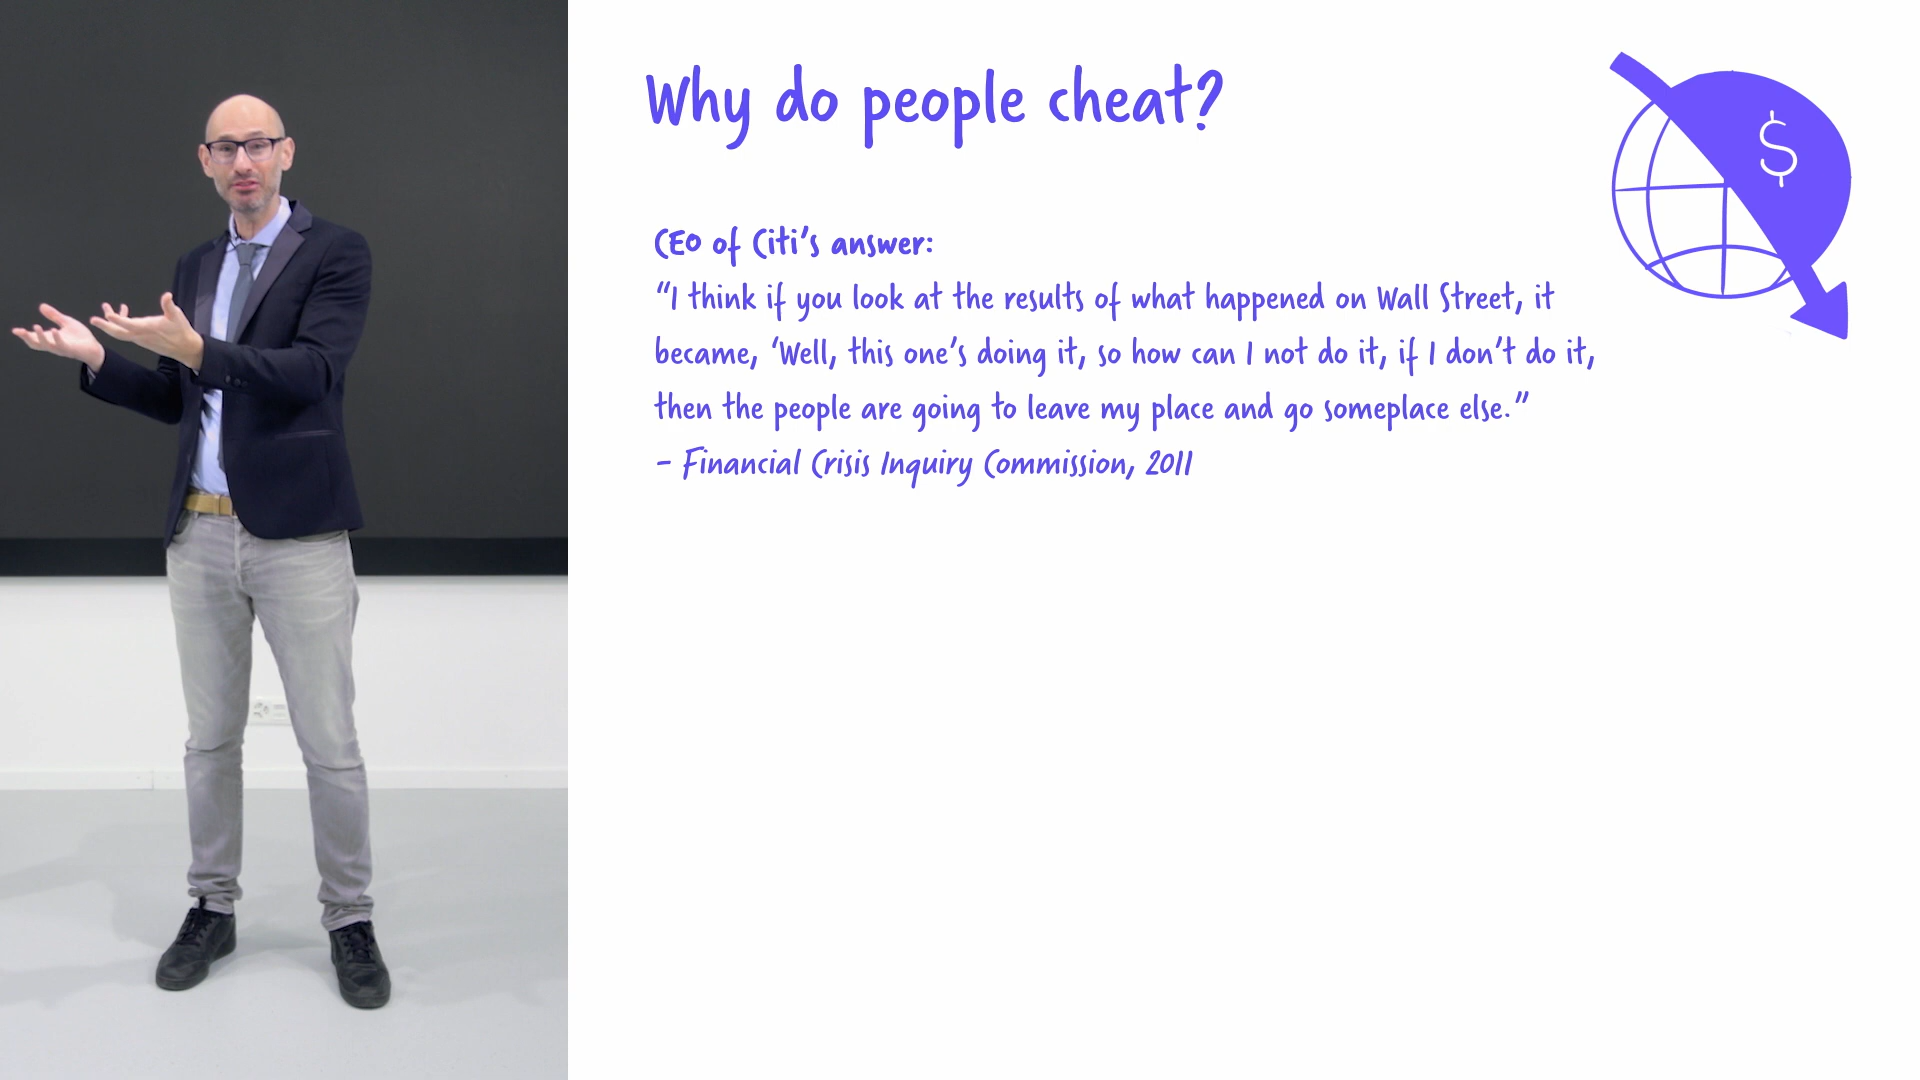 Why do people cheat?
$
CEO of Citi's answer:
"I think if you look at the results of what happened on Wall Street, it
became, 'Well, this one's doing it, so how can I not do it, if I don't do it,
then the people are going to leave my place and go someplace else."
- Financial Crisis Inquiry Commission, 2011